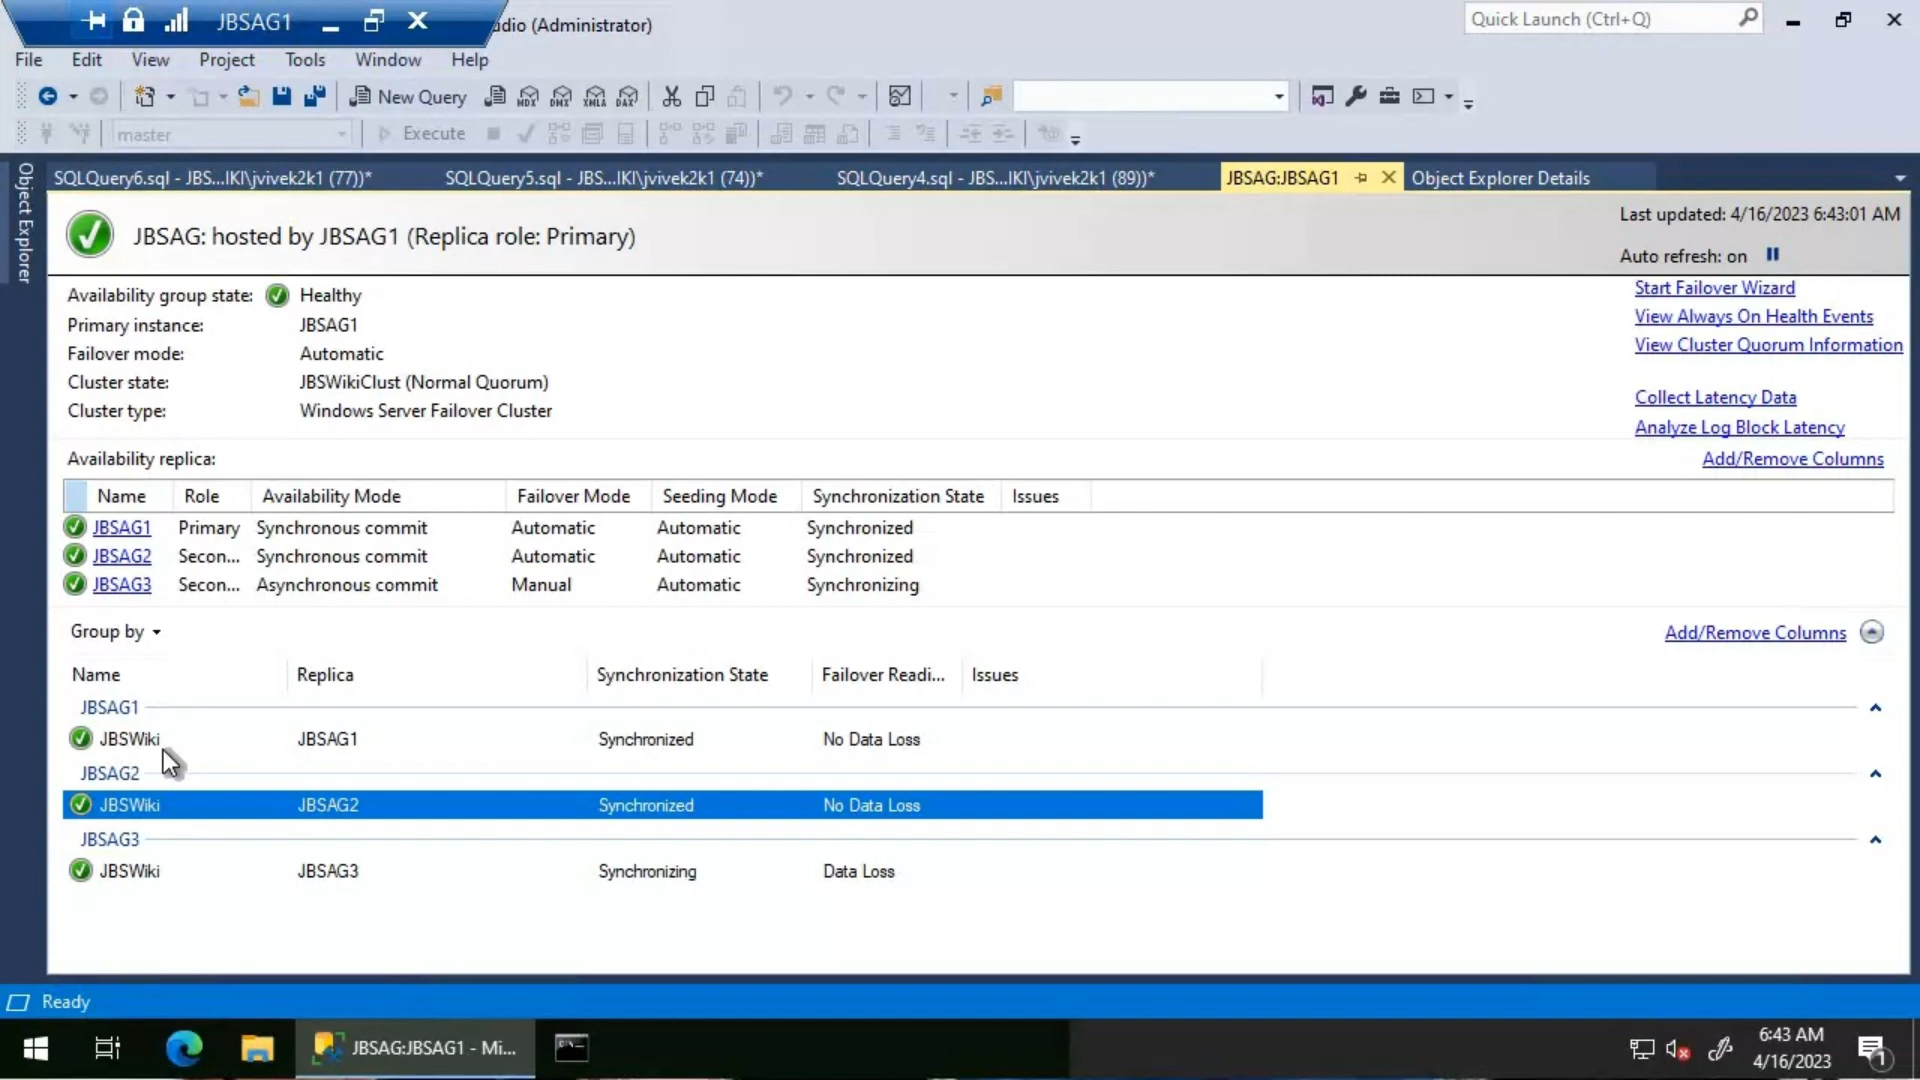 JBSAG1
dio (Administrator)
Quick Launch (Ctrl+Q)
File Edit View Project Tools Window Help
New Query MDX DMX XMLA DAX
master Execute
Object Explorer
SQLQuery6.sql - JBS...IKI\jvivek2k1 (77))* SQLQuery5.sql - JBS...IKI\jvivek2k1 (74))* SQLQuery4.sql - JBS...IKI\jvivek2k1 (89))* JBSAG:JBSAG1 Object Explorer Details
JBSAG: hosted by JBSAG1 (Replica role: Primary)
Last updated: 4/16/2023 6:43:01 AM
Auto refresh: on
Availability group state: Healthy
Primary instance: JBSAG1
Failover mode: Automatic
Cluster state: JBSWikiClust (Normal Quorum)
Cluster type: Windows Server Failover Cluster
Start Failover Wizard
View Always On Health Events
View Cluster Quorum Information
Collect Latency Data
Analyze Log Block Latency
Availability replica: Add/Remove Columns
Name Role Availability Mode Failover Mode Seeding Mode Synchronization State Issues
JBSAG1 Primary Synchronous commit Automatic Automatic Synchronized
JBSAG2 Secon... Synchronous commit Automatic Automatic Synchronized
JBSAG3 Secon... Asynchronous commit Manual Automatic Synchronizing
Group by Add/Remove Columns
Name Replica Synchronization State Failover Readi... Issues
JBSAG1
JBSWiki JBSAG1 Synchronized No Data Loss
JBSAG2
JBSWiki JBSAG2 Synchronized No Data Loss
JBSAG3
JBSWiki JBSAG3 Synchronizing Data Loss
Ready
JBSAG:JBSAG1 - Mi...
6:43 AM
4/16/2023
1